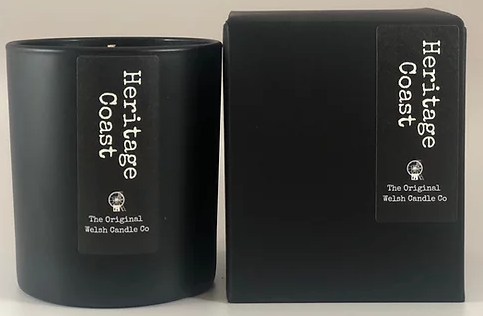 Heritage
Coast
The Original
Welsh Candle Co
Heritage
Coast
The Original
Welsh Candle Co